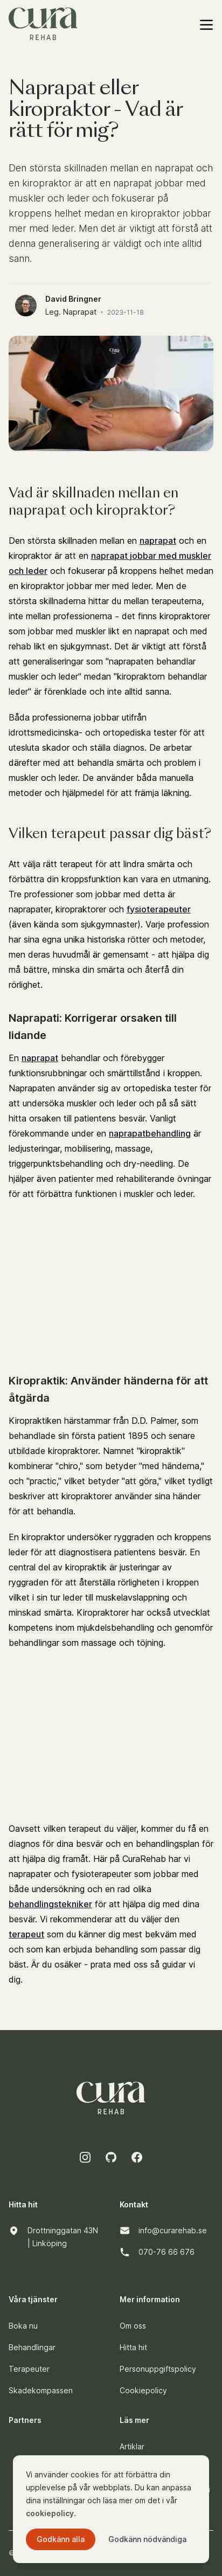 cura
REHAB
Naprapat eller
kiropraktor - Vad är
rätt för mig?
Den största skillnaden mellan en naprapat och
en kiropraktor är att en naprapat jobbar med
muskler och leder och fokuserar på
kroppens helhet medan en kiropraktor jobbar
mer med leder. Men det är viktigt att förstå att
denna generalisering är väldigt och inte alltid
sann.
David Bringner
Leg. Naprapat • 2023-11-18
cura
Vad är skillnaden mellan en
naprapat och kiropraktor?
Den största skillnaden mellan en naprapat och en
kiropraktor är att en naprapat jobbar med muskler
och leder och fokuserar på kroppens helhet medan
en kiropraktor jobbar mer med leder. Men de
största skillnaderna hittar du mellan terapeuterna,
inte mellan professionerna – det finns kiropraktorer
som jobbar med muskler likt en naprapat och med
rehab likt en sjukgymnast. Det är viktigt att förstå
att generaliseringar som "naprapaten behandlar
muskler och leder" medan "kiropraktorn behandlar
leder" är förenklade och inte alltid sanna.
Båda professionerna jobbar utifrån
idrottsmedicinska- och ortopediska tester för att
utesluta skador och ställa diagnos. De arbetar
därefter med att behandla smärta och problem i
muskler och leder. De använder båda manuella
metoder och hjälpmedel för att främja läkning.
Vilken terapeut passar dig bäst?
Att välja rätt terapeut för att lindra smärta och
förbättra din kroppsfunktion kan vara en utmaning.
Tre professioner som jobbar med detta är
naprapater, kiropraktorer och fysioterapeuter
(även kända som sjukgymnaster). Varje profession
har sina egna unika historiska rötter och metoder,
men deras huvudmål är gemensamt - att hjälpa dig
må bättre, minska din smärta och återfå din
rörlighet.
Naprapati: Korrigerar orsaken till
lidande
En naprapat behandlar och förebygger
funktionsrubbningar och smärttillstånd i kroppen.
Naprapaten använder sig av ortopediska tester för
att undersöka muskler och leder och på så sätt
hitta orsaken till patientens besvär. Vanligt
förekommande under en naprapatbehandling är
ledjusteringar, mobilisering, massage,
triggerpunktsbehandling och dry-needling. De
hjälper även patienter med rehabiliterande övningar
för att förbättra funktionen i muskler och leder.
Kiropraktik: Använder händerna för att
åtgärda
Kiropraktiken härstammar från D.D. Palmer, som
behandlade sin första patient 1895 och senare
utbildade kiropraktorer. Namnet "kiropraktik"
kombinerar "chiro," som betyder "med händerna,"
och "practic," vilket betyder "att göra," vilket tydligt
beskriver att kiropraktorer använder sina händer
för att behandla.
En kiropraktor undersöker ryggraden och kroppens
leder för att diagnostisera patientens besvär. En
central del av kiropraktik är justeringar av
ryggraden för att återställa rörligheten i kroppen
vilket i sin tur leder till muskelavslappning och
minskad smärta. Kiropraktorer har också utvecklat
kompetens inom mjukdelsbehandling och genomför
behandlingar som massage och töjning.
Oavsett vilken terapeut du väljer, kommer du få en
diagnos för dina besvär och en behandlingsplan för
att hjälpa dig framåt. Här på CuraRehab har vi
naprapater och fysioterapeuter som jobbar med
både undersökning och en rad olika
behandlingstekniker för att hjälpa dig med dina
besvär. Vi rekommenderar att du väljer den
terapeut som du känner dig mest bekväm med
och som kan erbjuda behandling som passar dig
bäst. Är du osäker - prata med oss så guidar vi
dig.
cura
REHAB
Hitta hit
Drottninggatan 43N
| Linköping
Kontakt
info@curarehab.se
070-76 66 676
Våra tjänster
Boka nu
Behandlingar
Terapeuter
Skadekompassen
Mer information
Om oss
Hitta hit
Personuppgiftspolicy
Cookiepolicy
Partners
Läs mer
Artiklar
Vi använder cookies för att förbättra din
upplevelse på vår webbplats. Du kan anpassa
dina inställningar och läsa mer om det i vår
cookiepolicy.
Godkänn alla
Godkänn nödvändiga